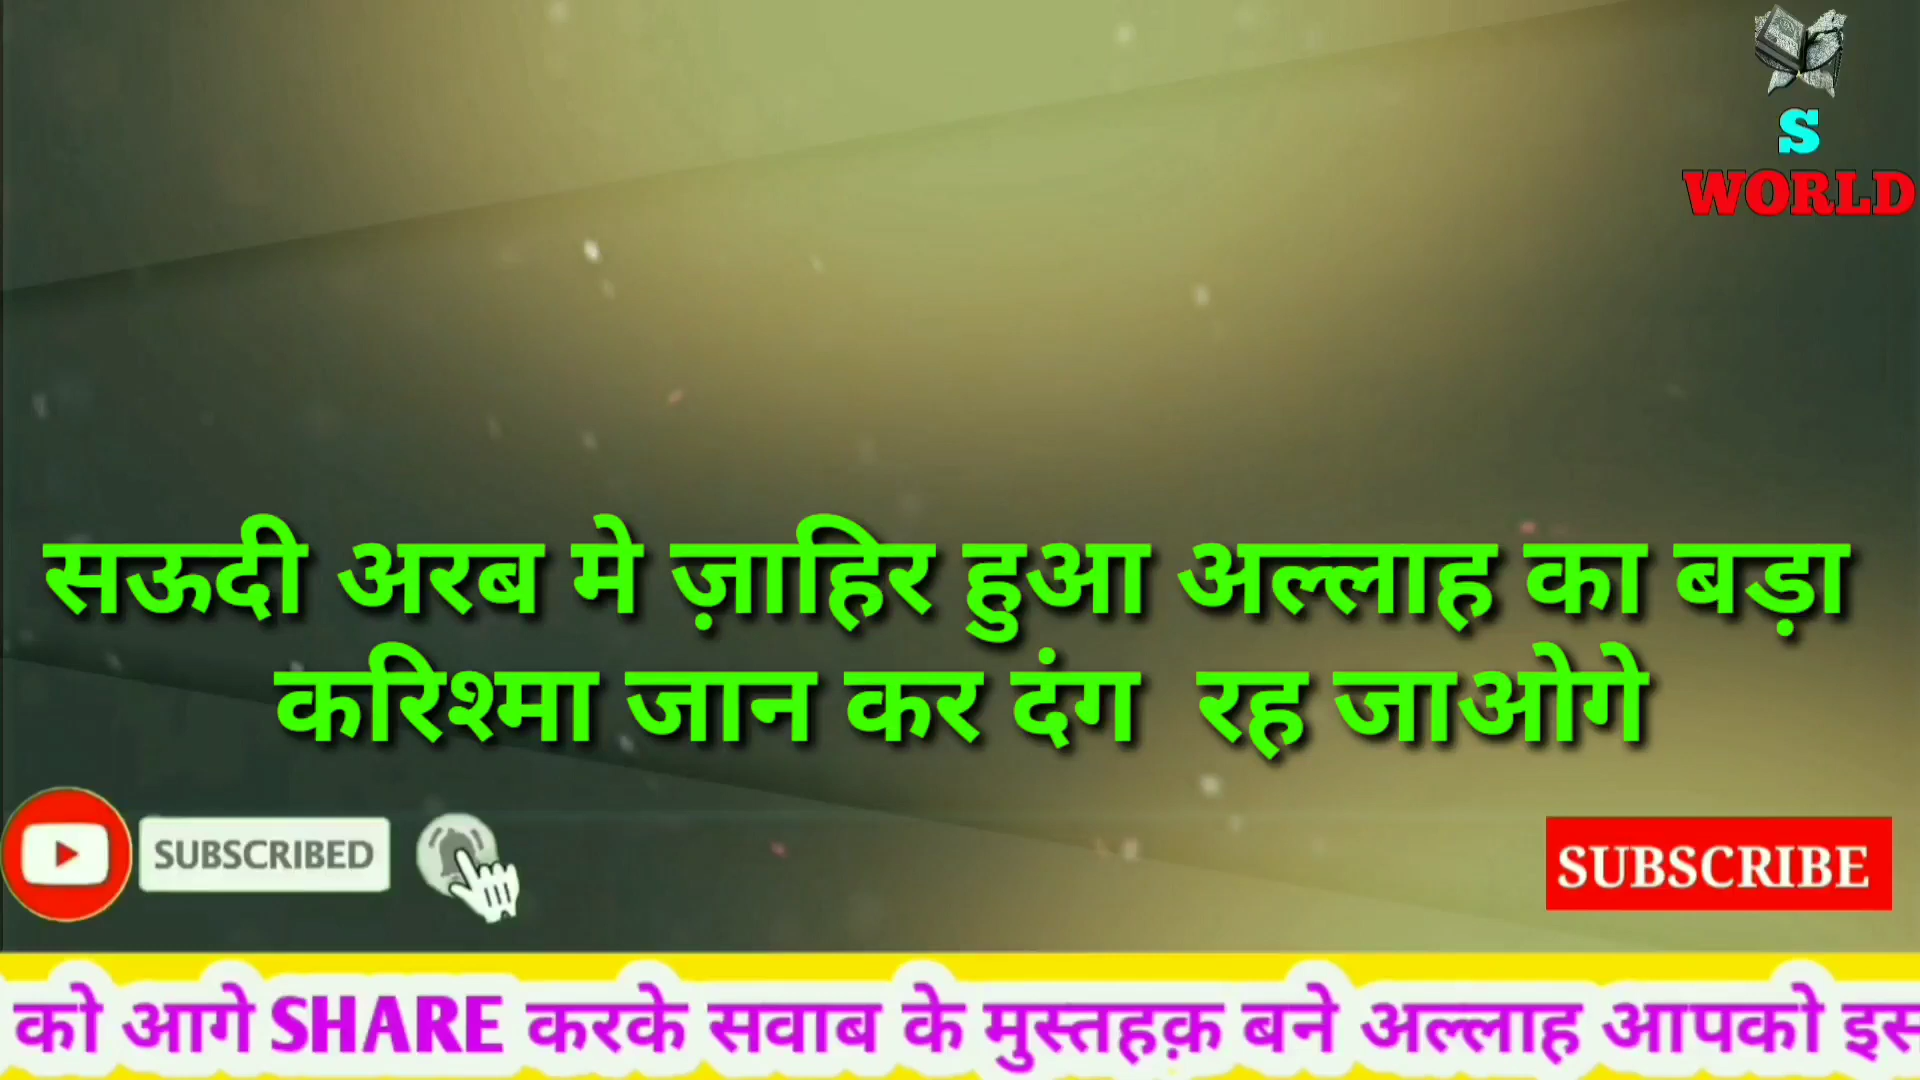 S
WORLD
सऊदी अरब मे ज़ाहिर हुआ अल्लाह का बड़ा
करिश्मा जान कर दंग रह जाओगे
SUBSCRIBED
SUBSCRIBE
को आगे SHARE करके सवाब के मुस्तहक़ बने अल्लाह आपको इस